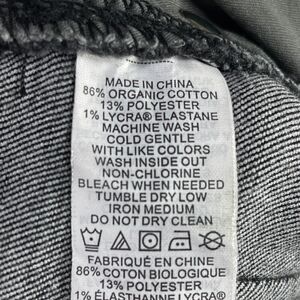 MADE IN CHINA
86% ORGANIC COTTON
13% POLYESTER
1% LYCRA® ELASTANE
MACHINE WASH
COLD GENTLE
WITH LIKE COLORS
WASH INSIDE OUT
NON-CHLORINE
BLEACH WHEN NEEDED
TUMBLE DRY LOW
IRON MEDIUM
DO NOT DRY CLEAN
FABRIQUÉ EN CHINE
86% COTON BIOLOGIQUE
13% POLYESTER
1% ÉLASTHANNE LYCRA®